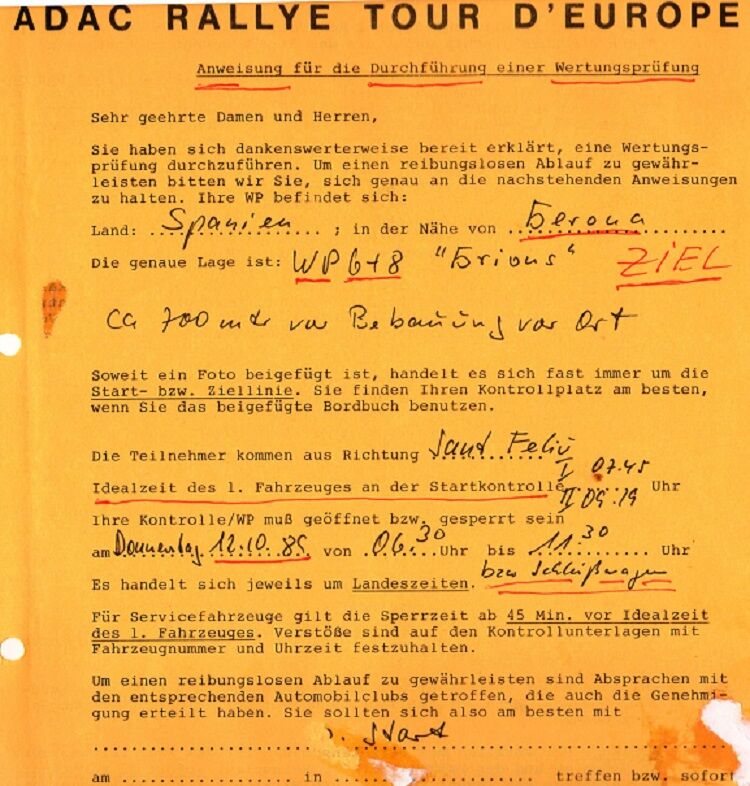 ADAC RALLYE TOUR D'EUROPE
Anweisung für die Durchführung einer Wertungsprüfung
Sehr geehrte Damen und Herren,
Sie haben sich dankenswerterweise bereit erklärt, eine Wertungs-
prüfung durchzuführen. Um einen reibungslosen Ablauf zu gewähr-
leisten bitten wir Sie, sich genau an die nachstehenden Anweisungen
zu halten. Ihre WP befindet sich:
Land: Spanien ; in der Nähe von Gerona
Die genaue Lage ist: WP 6+8 "Grions" ZIEL
ca 700 mtr vor Bebauung vor Ort
Soweit ein Foto beigefügt ist, handelt es sich fast immer um die
Start- bzw. Ziellinie. Sie finden Ihren Kontrollplatz am besten,
wenn Sie das beigefügte Bordbuch benutzen.
Die Teilnehmer kommen aus Richtung Sant Feliu
I 07.45
Idealzeit des 1. Fahrzeuges an der Startkontrolle II 09.19 Uhr
Ihre Kontrolle/WP muß geöffnet bzw. gesperrt sein
am Donnerstag 12.10.89 von 06.30 Uhr bis 11.30 Uhr
Es handelt sich jeweils um Landeszeiten. bzw Schlußwagen
Für Servicefahrzeuge gilt die Sperrzeit ab 45 Min. vor Idealzeit
des 1. Fahrzeuges. Verstöße sind auf den Kontrollunterlagen mit
Fahrzeugnummer und Uhrzeit festzuhalten.
Um einen reibungslosen Ablauf zu gewährleisten sind Absprachen mit
den entsprechenden Automobilclubs getroffen, die auch die Genehmi-
gung erteilt haben. Sie sollten sich also am besten mit
Start
am .................. in ..................... treffen bzw. sofort